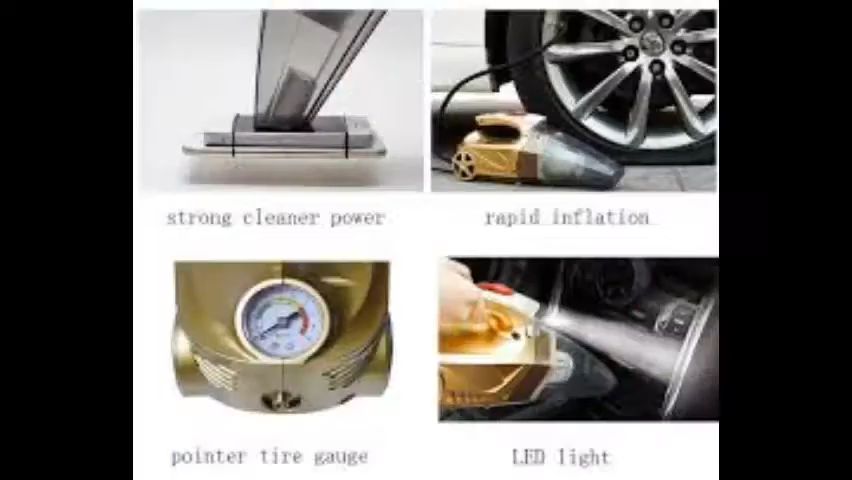 strong cleaner power
rapid inflation
pointer tire gauge
LED light